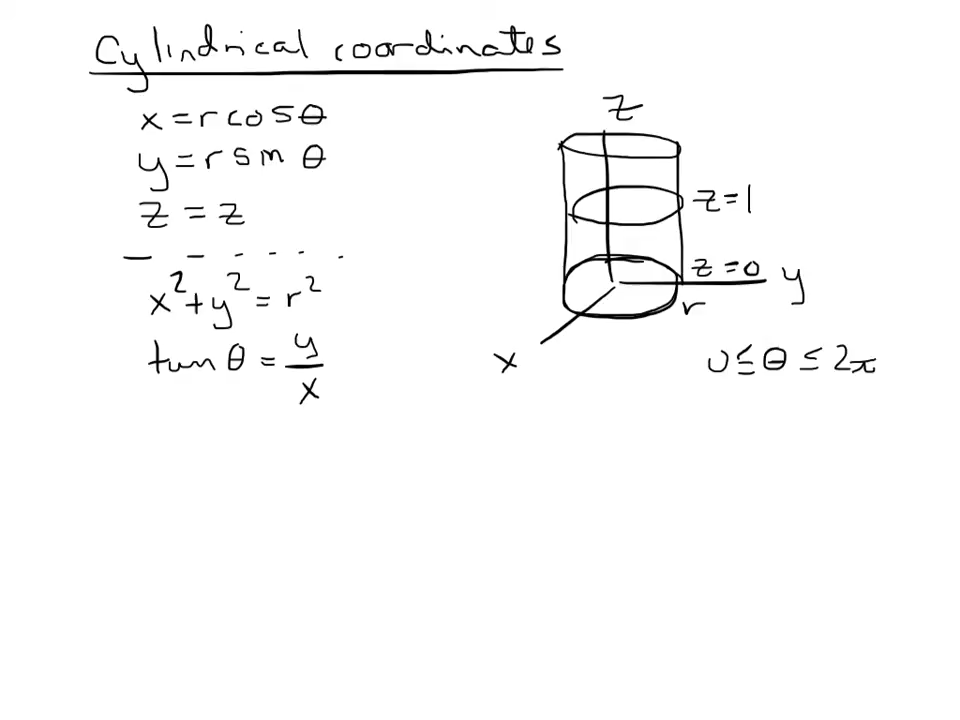 Cylindrical coordinates
x = r cos θ
y = r sin θ
z = z
x² + y² = r²
tan θ = y/x
z
z = 1
z = 0
y
r
x
0 ≤ θ ≤ 2π